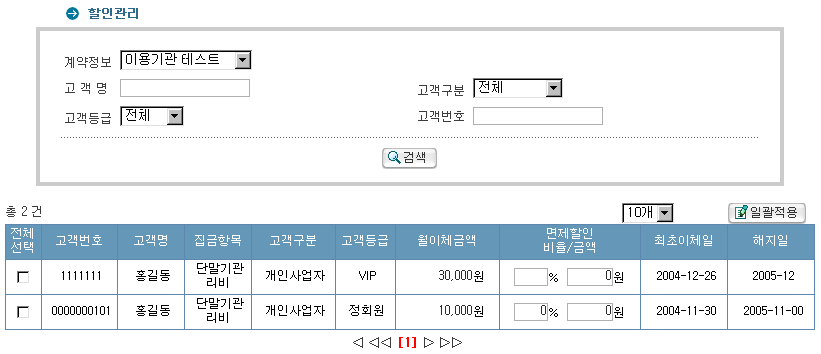 할인관리
계약정보 이용기관 테스트
고 객 명 고객구분 전체
고객등급 전체 고객번호
검색
총 2 건 10개 일괄적용
전체선택 고객번호 고객명 집금항목 고객구분 고객등급 월이체금액 면제할인 비율/금액 최초이체일 해지일
1111111 홍길동 단말기관리비 개인사업자 VIP 30,000원 % 0원 2004-12-26 2005-12
0000000101 홍길동 단말기관리비 개인사업자 정회원 10,000원 0% 0원 2004-11-30 2005-11-00
◁ ◁◁ [1] ▷ ▷▷